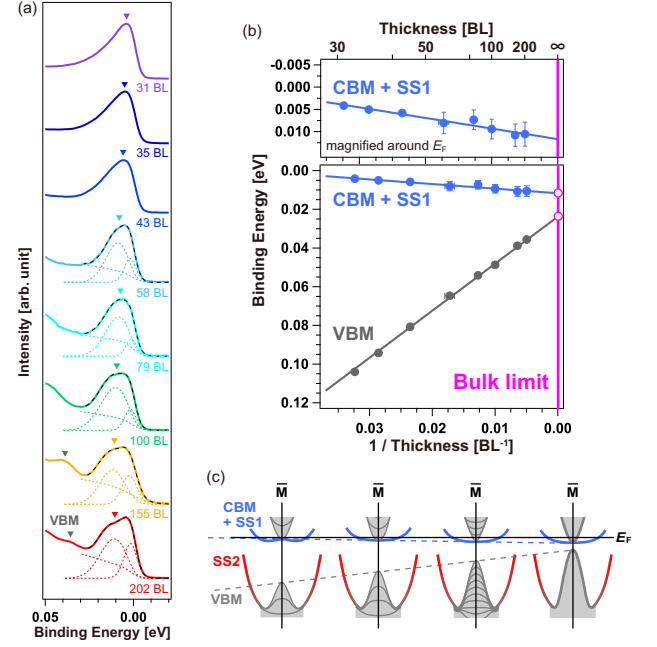 (a)
Intensity [arb. unit]
31 BL
35 BL
43 BL
58 BL
79 BL
100 BL
155 BL
VBM
202 BL
0.05
0.00
Binding Energy [eV]
(b)
Thickness [BL]
30
50
100
200
∞
-0.005
0.000
0.005
0.010
CBM + SS1
magnified around EF
Binding Energy [eV]
0.00
0.02
0.04
0.06
0.08
0.10
0.12
CBM + SS1
VBM
Bulk limit
0.03
0.02
0.01
0.00
1 / Thickness [BL-1]
(c)
M̅
M̅
M̅
M̅
CBM
+ SS1
EF
SS2
VBM